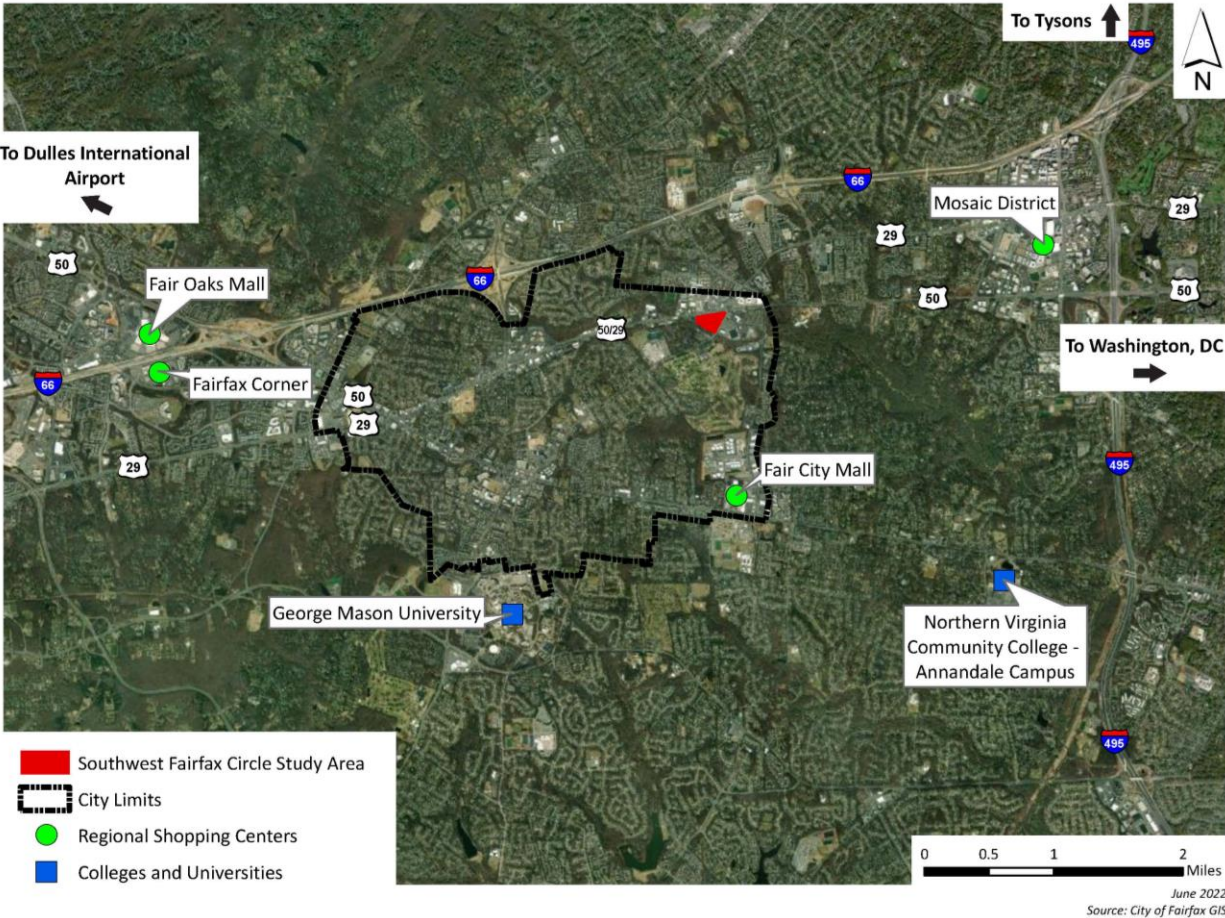 To Tysons
495
N
To Dulles International
Airport
66
Mosaic District
29
29
50
Fair Oaks Mall
66
50
50
50/29
To Washington, DC
Fairfax Corner
66
50
29
29
495
Fair City Mall
George Mason University
Northern Virginia
Community College -
Annandale Campus
495
Southwest Fairfax Circle Study Area
City Limits
Regional Shopping Centers
Colleges and Universities
0 0.5 1 2
Miles
June 2022
Source: City of Fairfax GIS